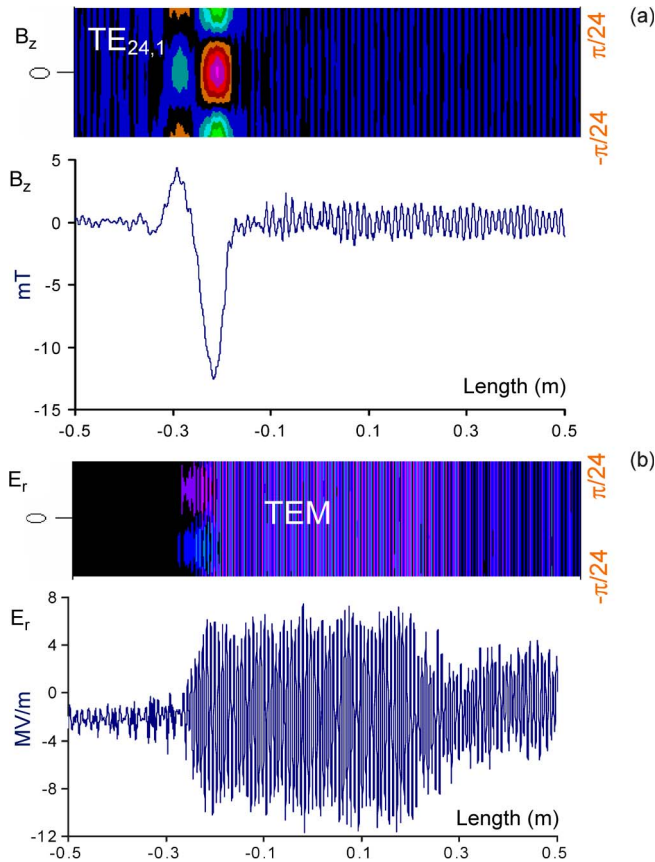 (a)
B_z
TE_24,1
π/24
0
-π/24
B_z
mT
5
0
-5
-10
-15
Length (m)
-0.5 -0.3 -0.1 0.1 0.3 0.5
(b)
E_r
TEM
π/24
0
-π/24
E_r
MV/m
8
4
0
-4
-8
-12
Length (m)
-0.5 -0.3 -0.1 0.1 0.3 0.5